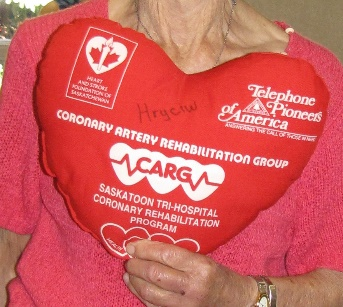 HEART
AND STROKE
FOUNDATION OF
SASKATCHEWAN
Hryciw
Telephone
Pioneers
of America
ANSWERING THE CALL OF THOSE IN NEED
CORONARY ARTERY REHABILITATION GROUP
CARG
SASKATOON TRI-HOSPITAL
CORONARY REHABILITATION
PROGRAM